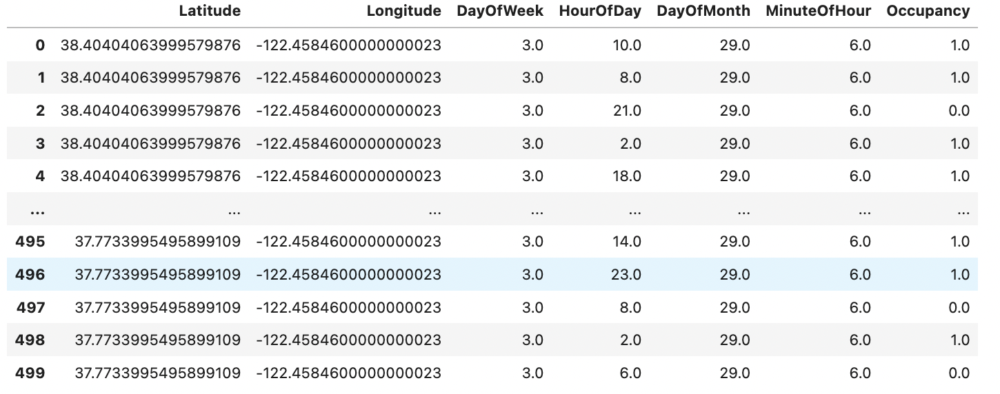 Latitude Longitude DayOfWeek HourOfDay DayOfMonth MinuteOfHour Occupancy
0 38.40404063999579876 -122.4584600000000023 3.0 10.0 29.0 6.0 1.0
1 38.40404063999579876 -122.4584600000000023 3.0 8.0 29.0 6.0 1.0
2 38.40404063999579876 -122.4584600000000023 3.0 21.0 29.0 6.0 0.0
3 38.40404063999579876 -122.4584600000000023 3.0 2.0 29.0 6.0 1.0
4 38.40404063999579876 -122.4584600000000023 3.0 18.0 29.0 6.0 1.0
... ... ... ... ... ... ... ...
495 37.7733995495899109 -122.4584600000000023 3.0 14.0 29.0 6.0 1.0
496 37.7733995495899109 -122.4584600000000023 3.0 23.0 29.0 6.0 1.0
497 37.7733995495899109 -122.4584600000000023 3.0 8.0 29.0 6.0 0.0
498 37.7733995495899109 -122.4584600000000023 3.0 2.0 29.0 6.0 1.0
499 37.7733995495899109 -122.4584600000000023 3.0 6.0 29.0 6.0 0.0